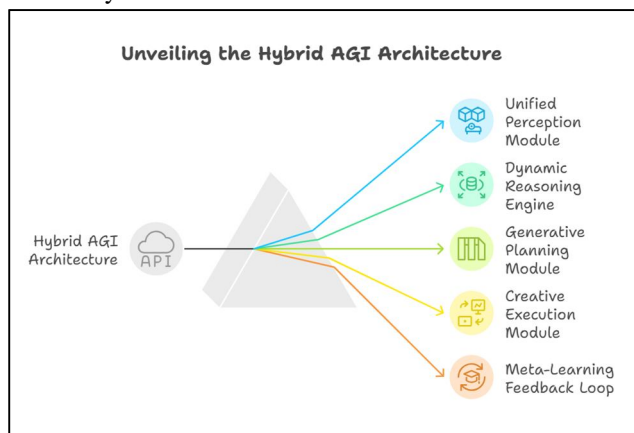 Unveiling the Hybrid AGI Architecture
Hybrid AGI
Architecture
API
Unified
Perception
Module
Dynamic
Reasoning
Engine
Generative
Planning
Module
Creative
Execution
Module
Meta-Learning
Feedback Loop